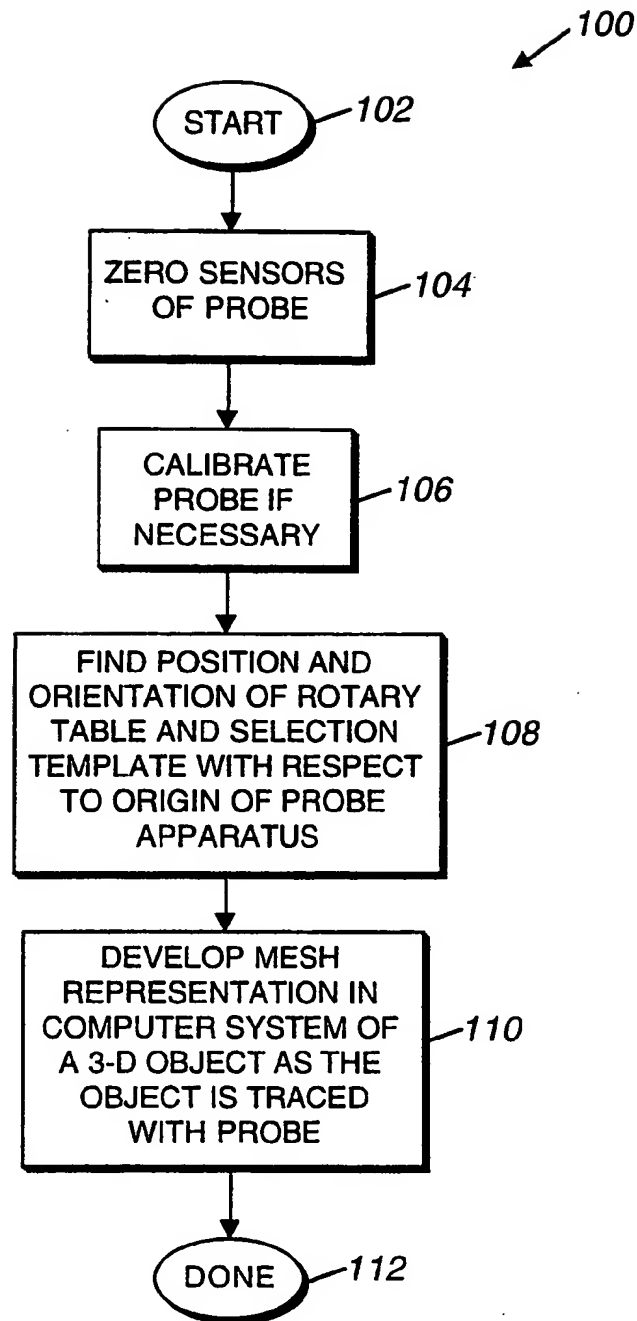 100
START
102
ZERO SENSORS
OF PROBE
104
CALIBRATE
PROBE IF
NECESSARY
106
FIND POSITION AND
ORIENTATION OF ROTARY
TABLE AND SELECTION
TEMPLATE WITH RESPECT
TO ORIGIN OF PROBE
APPARATUS
108
DEVELOP MESH
REPRESENTATION IN
COMPUTER SYSTEM OF
A 3-D OBJECT AS THE
OBJECT IS TRACED
WITH PROBE
110
DONE
112